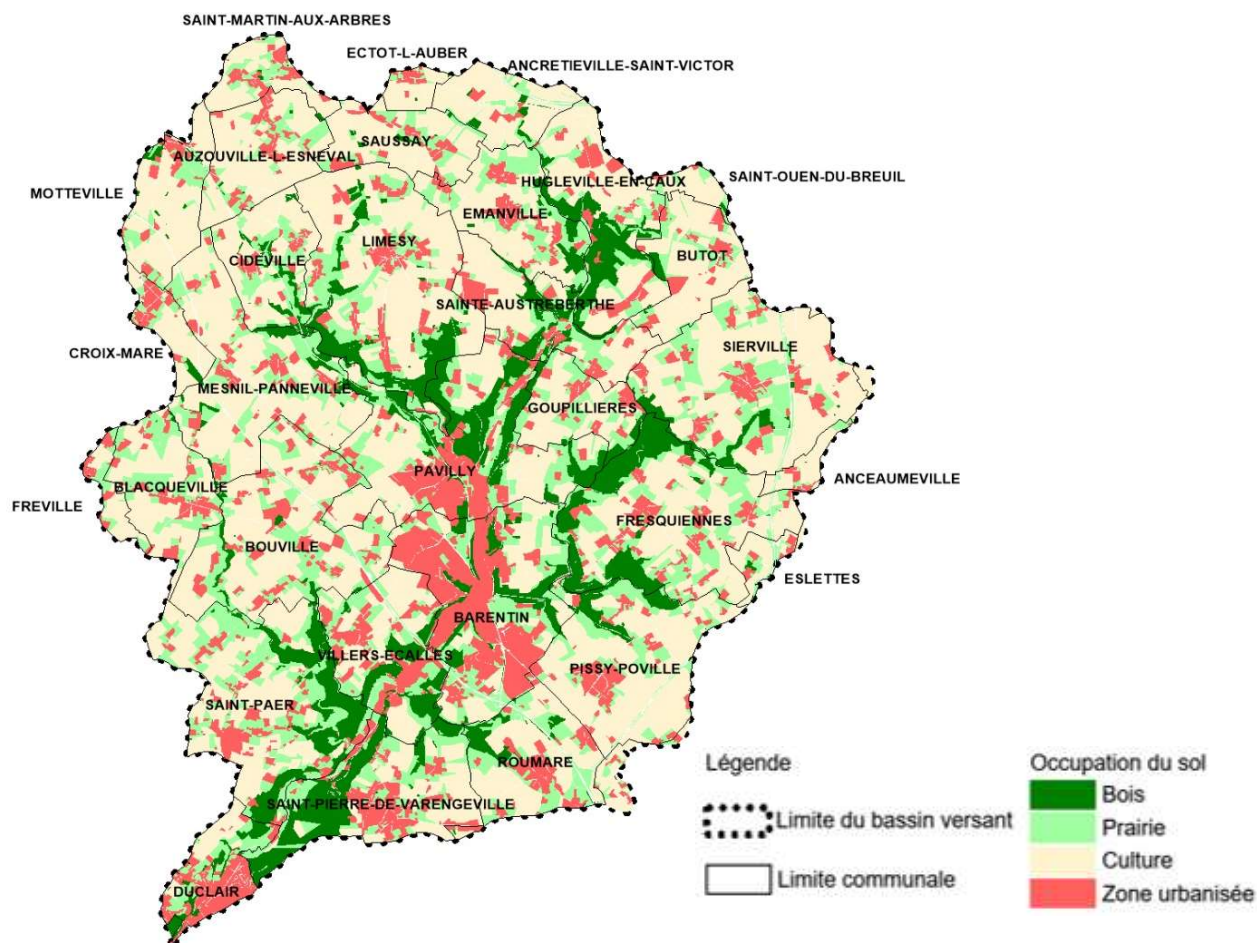 SAINT-MARTIN-AUX-ARBRES
ECTOT-L-AUBER
ANCRETIEVILLE-SAINT-VICTOR
SAUSSAY
AUZOUVILLE-L-ESNEVAL
SAINT-OUEN-DU-BREUIL
HUGLEVILLE-EN-CAUX
MOTTEVILLE
EMANVILLE
LIMESY
BUTOT
CIDEVILLE
SAINTE-AUSTREBERTHE
SIERVILLE
CROIX-MARE
MESNIL-PANNEVILLE
GOUPILLIERES
PAVILLY
ANCEAUMEVILLE
BLACQUEVILLE
FREVILLE
FRESQUIENNES
BOUVILLE
ESLETTES
BARENTIN
VILLERS-ECALLES
PISSY-POVILLE
SAINT-PAER
ROUMARE
SAINT-PIERRE-DE-VARENGEVILLE
DUCLAIR
Légende
Limite du bassin versant
Limite communale
Occupation du sol
Bois
Prairie
Culture
Zone urbanisée